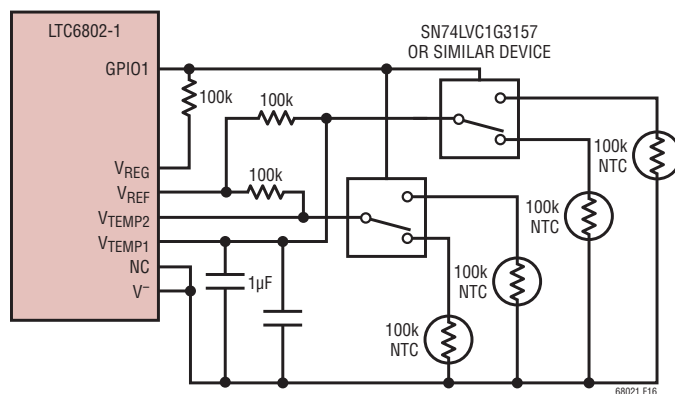 LTC6802-1
SN74LVC1G3157
OR SIMILAR DEVICE
GPIO1
100k
100k
100k
NTC
VREG
100k
VREF
100k
NTC
VTEMP2
VTEMP1
NC
1µF
100k
NTC
V–
100k
NTC
68021 F16